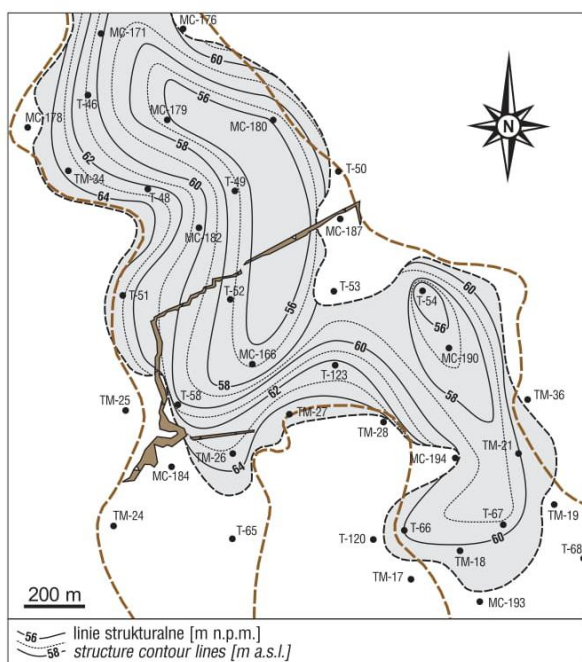 MC-176
MC-171
60
56
T-46
MC-179
MC-178
MC-180
58
N
62
TM-34
60
T-50
T-48
T-49
64
MC-187
MC-182
T-51
T-52
T-53
60
T-54
56
56
MC-190
MC-166
60
58
T-123
58
62
TM-25
T-58
TM-36
TM-27
TM-28
TM-26
64
MC-194
TM-21
MC-184
TM-24
T-65
T-66
T-67
TM-19
T-120
60
TM-18
T-68
TM-17
MC-193
200 m
56 linie strukturalne [m n.p.m.]
58 structure contour lines [m a.s.l.]